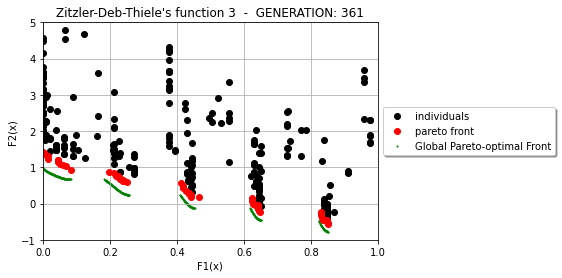 Zitzler-Deb-Thiele's function 3  -  GENERATION: 361
5
4
3
2
1
0
−1
F2(x)
0.0 0.2 0.4 0.6 0.8 1.0
F1(x)
individuals
pareto front
Global Pareto-optimal Front